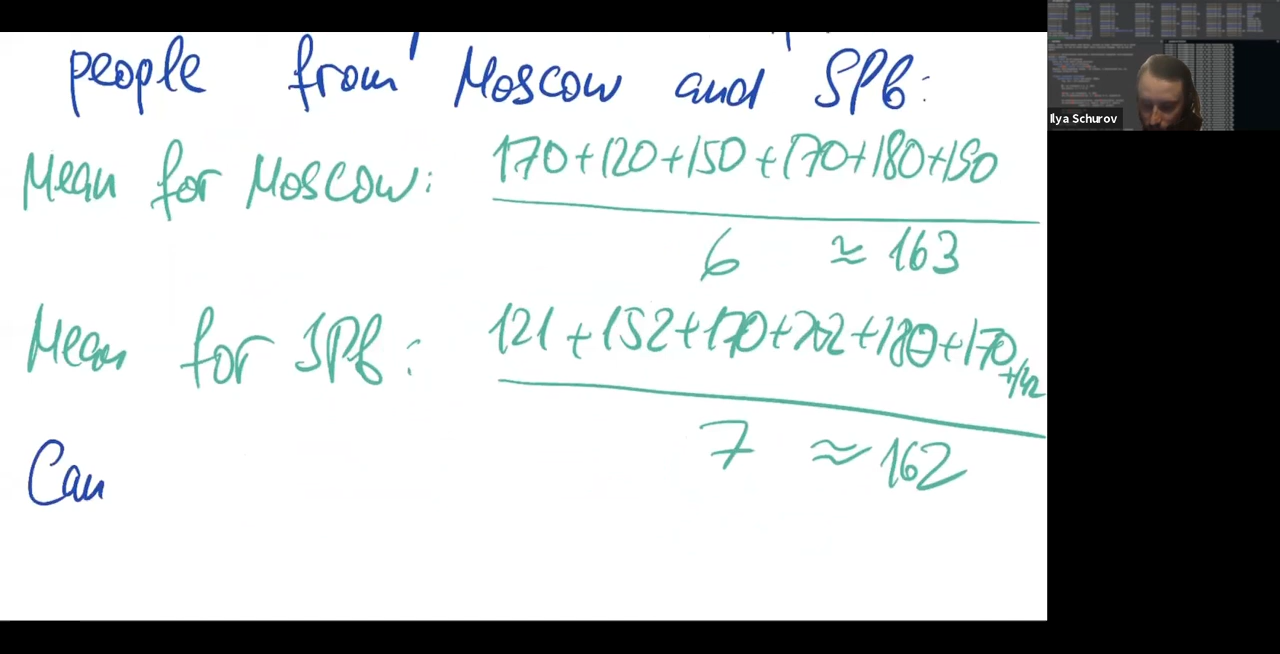 people from Moscow and SPb:
Mean for Moscow: 170+120+150+170+180+190
6 ≈ 163
Mean for SPb: 121+152+170+202+180+170
7 ≈ 162
Can
Ilya Schurov